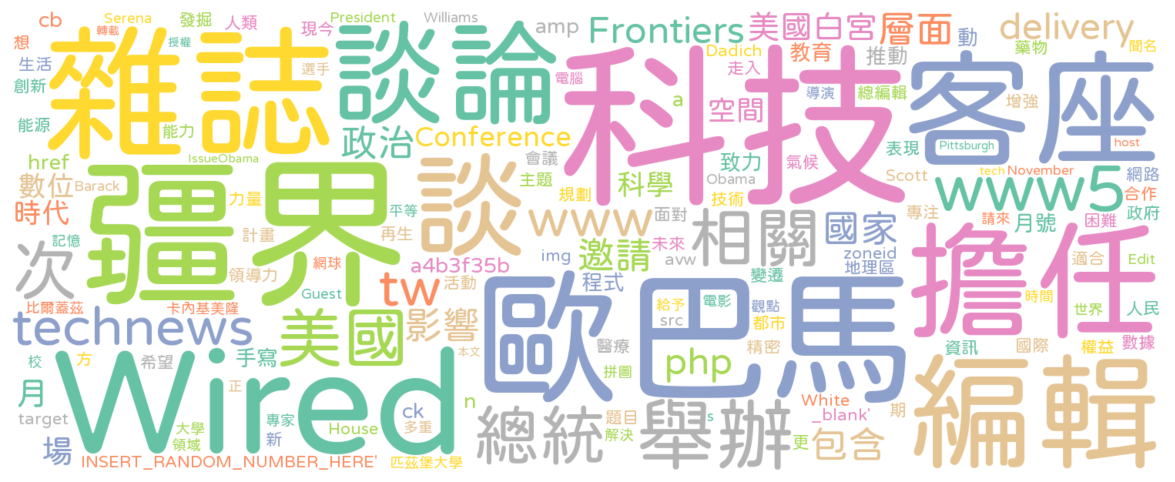 cb
Serena
轉載
授權
發掘
人類
現今
President
Williams
amp
Frontiers
美國白宮
層面
delivery
想
生活
創新
能源
雜誌
能力
選手
談論
電腦
科技
Dadich
走入
教育
推動
動
藥物
聞名
客座
導演
總編輯
增強
a
空間
政治
Conference
IssueObama
href
數位
Barack
時代
疆界
力量
計畫
平等
再生
談
會議
主題
規劃
科學
致力
氣候
Obama
技術
表現
Pittsburgh
host
Scott
tech
November
網路
合作
政府
www5
www
面對
相關
國家
專注
請來
月號
困難
次
記憶
領導力
網球
a4b3f35b
邀請
未來
avw
img
zoneid
地理區
變遷
擔任
適合
Edit
比爾蓋茲
卡內基美隆
Guest
tw
活動
程式
給予
電影
觀點
時間
世界
人民
technews
美國
影響
歐巴馬
src
都市
資訊
國際
權益
數據
校
方
希望
手寫
本文
醫療
拼圖
php
精密
編輯
月
Wired
正
專家
ck
多重
n
總統
題目
解決
s
舉辦
White
_blank'
期
更
包含
target
場
大學
領域
新
House
INSERT_RANDOM_NUMBER_HERE'
匹茲堡大學